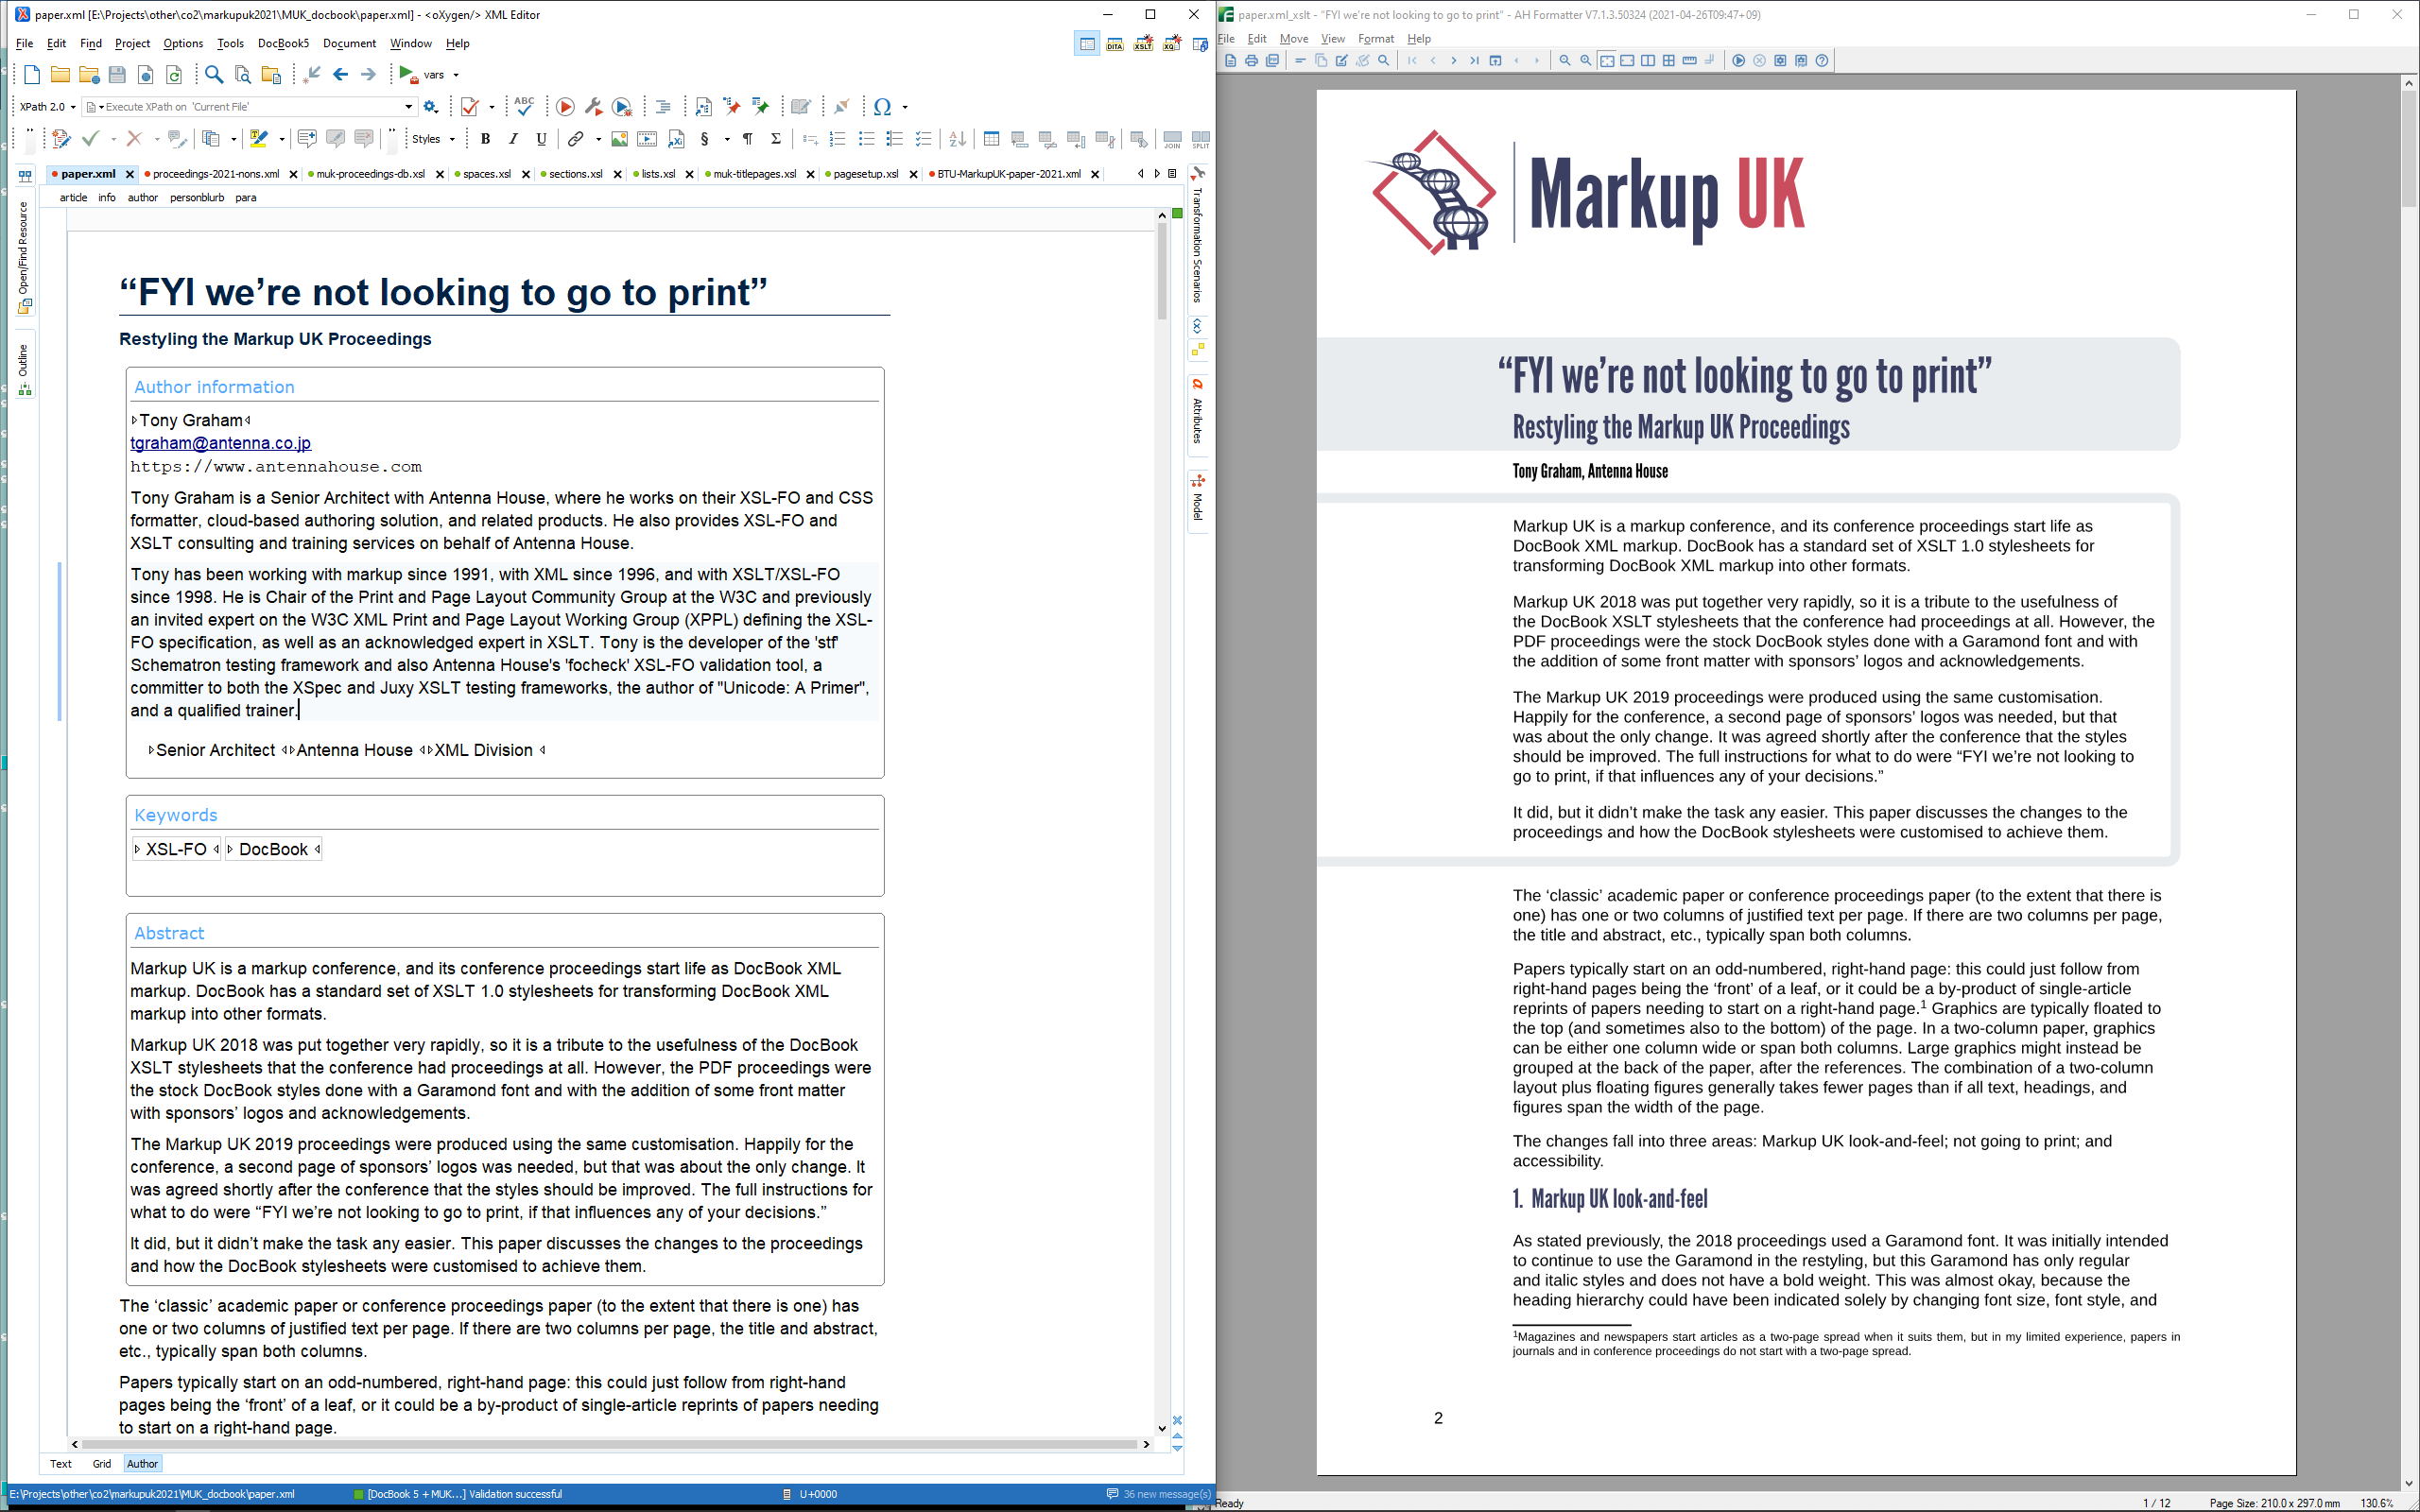 paper.xml [E:\Projects\other\co2\markupuk2021\MUK_docbook\paper.xml] - <oXygen/> XML Editor
File Edit Find Project Options Tools DocBook5 Document Window Help
DITA XSLT XQ
vars
XPath 2.0 Execute XPath on 'Current File'
ABC Ω
Styles B I U § ¶ Σ JOIN SPLIT
paper.xml proceedings-2021-nons.xml muk-proceedings-db.xsl spaces.xsl sections.xsl lists.xsl muk-titlepages.xsl pagesetup.xsl BTU-MarkupUK-paper-2021.xml
article info author personblurb para
Open/Find Resource
Outline
Transformation Scenarios
Attributes
Model
“FYI we’re not looking to go to print”
Restyling the Markup UK Proceedings
Author information
Tony Graham
tgraham@antenna.co.jp
https://www.antennahouse.com
Tony Graham is a Senior Architect with Antenna House, where he works on their XSL-FO and CSS
formatter, cloud-based authoring solution, and related products. He also provides XSL-FO and
XSLT consulting and training services on behalf of Antenna House.
Tony has been working with markup since 1991, with XML since 1996, and with XSLT/XSL-FO
since 1998. He is Chair of the Print and Page Layout Community Group at the W3C and previously
an invited expert on the W3C XML Print and Page Layout Working Group (XPPL) defining the XSL-
FO specification, as well as an acknowledged expert in XSLT. Tony is the developer of the 'stf'
Schematron testing framework and also Antenna House's 'focheck' XSL-FO validation tool, a
committer to both the XSpec and Juxy XSLT testing frameworks, the author of "Unicode: A Primer",
and a qualified trainer.
Senior Architect Antenna House XML Division
Keywords
XSL-FO DocBook
Abstract
Markup UK is a markup conference, and its conference proceedings start life as DocBook XML
markup. DocBook has a standard set of XSLT 1.0 stylesheets for transforming DocBook XML
markup into other formats.
Markup UK 2018 was put together very rapidly, so it is a tribute to the usefulness of the DocBook
XSLT stylesheets that the conference had proceedings at all. However, the PDF proceedings were
the stock DocBook styles done with a Garamond font and with the addition of some front matter
with sponsors’ logos and acknowledgements.
The Markup UK 2019 proceedings were produced using the same customisation. Happily for the
conference, a second page of sponsors’ logos was needed, but that was about the only change. It
was agreed shortly after the conference that the styles should be improved. The full instructions for
what to do were “FYI we’re not looking to go to print, if that influences any of your decisions.”
It did, but it didn’t make the task any easier. This paper discusses the changes to the proceedings
and how the DocBook stylesheets were customised to achieve them.
The ‘classic’ academic paper or conference proceedings paper (to the extent that there is one) has
one or two columns of justified text per page. If there are two columns per page, the title and abstract,
etc., typically span both columns.
Papers typically start on an odd-numbered, right-hand page: this could just follow from right-hand
pages being the ‘front’ of a leaf, or it could be a by-product of single-article reprints of papers needing
to start on a right-hand page.
Text Grid Author
E:\Projects\other\co2\markupuk2021\MUK_docbook\paper.xml [DocBook 5 + MUK...] Validation successful U+0000 36 new message(s)
paper.xml_xslt - “FYI we’re not looking to go to print” - AH Formatter V7.1.3.50324 (2021-04-26T09:47+09)
File Edit Move View Format Help
Markup UK
“FYI we’re not looking to go to print”
Restyling the Markup UK Proceedings
Tony Graham, Antenna House
Markup UK is a markup conference, and its conference proceedings start life as
DocBook XML markup. DocBook has a standard set of XSLT 1.0 stylesheets for
transforming DocBook XML markup into other formats.
Markup UK 2018 was put together very rapidly, so it is a tribute to the usefulness of
the DocBook XSLT stylesheets that the conference had proceedings at all. However, the
PDF proceedings were the stock DocBook styles done with a Garamond font and with
the addition of some front matter with sponsors’ logos and acknowledgements.
The Markup UK 2019 proceedings were produced using the same customisation.
Happily for the conference, a second page of sponsors’ logos was needed, but that
was about the only change. It was agreed shortly after the conference that the styles
should be improved. The full instructions for what to do were “FYI we’re not looking to
go to print, if that influences any of your decisions.”
It did, but it didn’t make the task any easier. This paper discusses the changes to the
proceedings and how the DocBook stylesheets were customised to achieve them.
The ‘classic’ academic paper or conference proceedings paper (to the extent that there is
one) has one or two columns of justified text per page. If there are two columns per page,
the title and abstract, etc., typically span both columns.
Papers typically start on an odd-numbered, right-hand page: this could just follow from
right-hand pages being the ‘front’ of a leaf, or it could be a by-product of single-article
reprints of papers needing to start on a right-hand page.1 Graphics are typically floated to
the top (and sometimes also to the bottom) of the page. In a two-column paper, graphics
can be either one column wide or span both columns. Large graphics might instead be
grouped at the back of the paper, after the references. The combination of a two-column
layout plus floating figures generally takes fewer pages than if all text, headings, and
figures span the width of the page.
The changes fall into three areas: Markup UK look-and-feel; not going to print; and
accessibility.
1. Markup UK look-and-feel
As stated previously, the 2018 proceedings used a Garamond font. It was initially intended
to continue to use the Garamond in the restyling, but this Garamond has only regular
and italic styles and does not have a bold weight. This was almost okay, because the
heading hierarchy could have been indicated solely by changing font size, font style, and
1Magazines and newspapers start articles as a two-page spread when it suits them, but in my limited experience, papers in
journals and in conference proceedings do not start with a two-page spread.
2
Ready 1 / 12 Page Size: 210.0 x 297.0 mm 130.6%